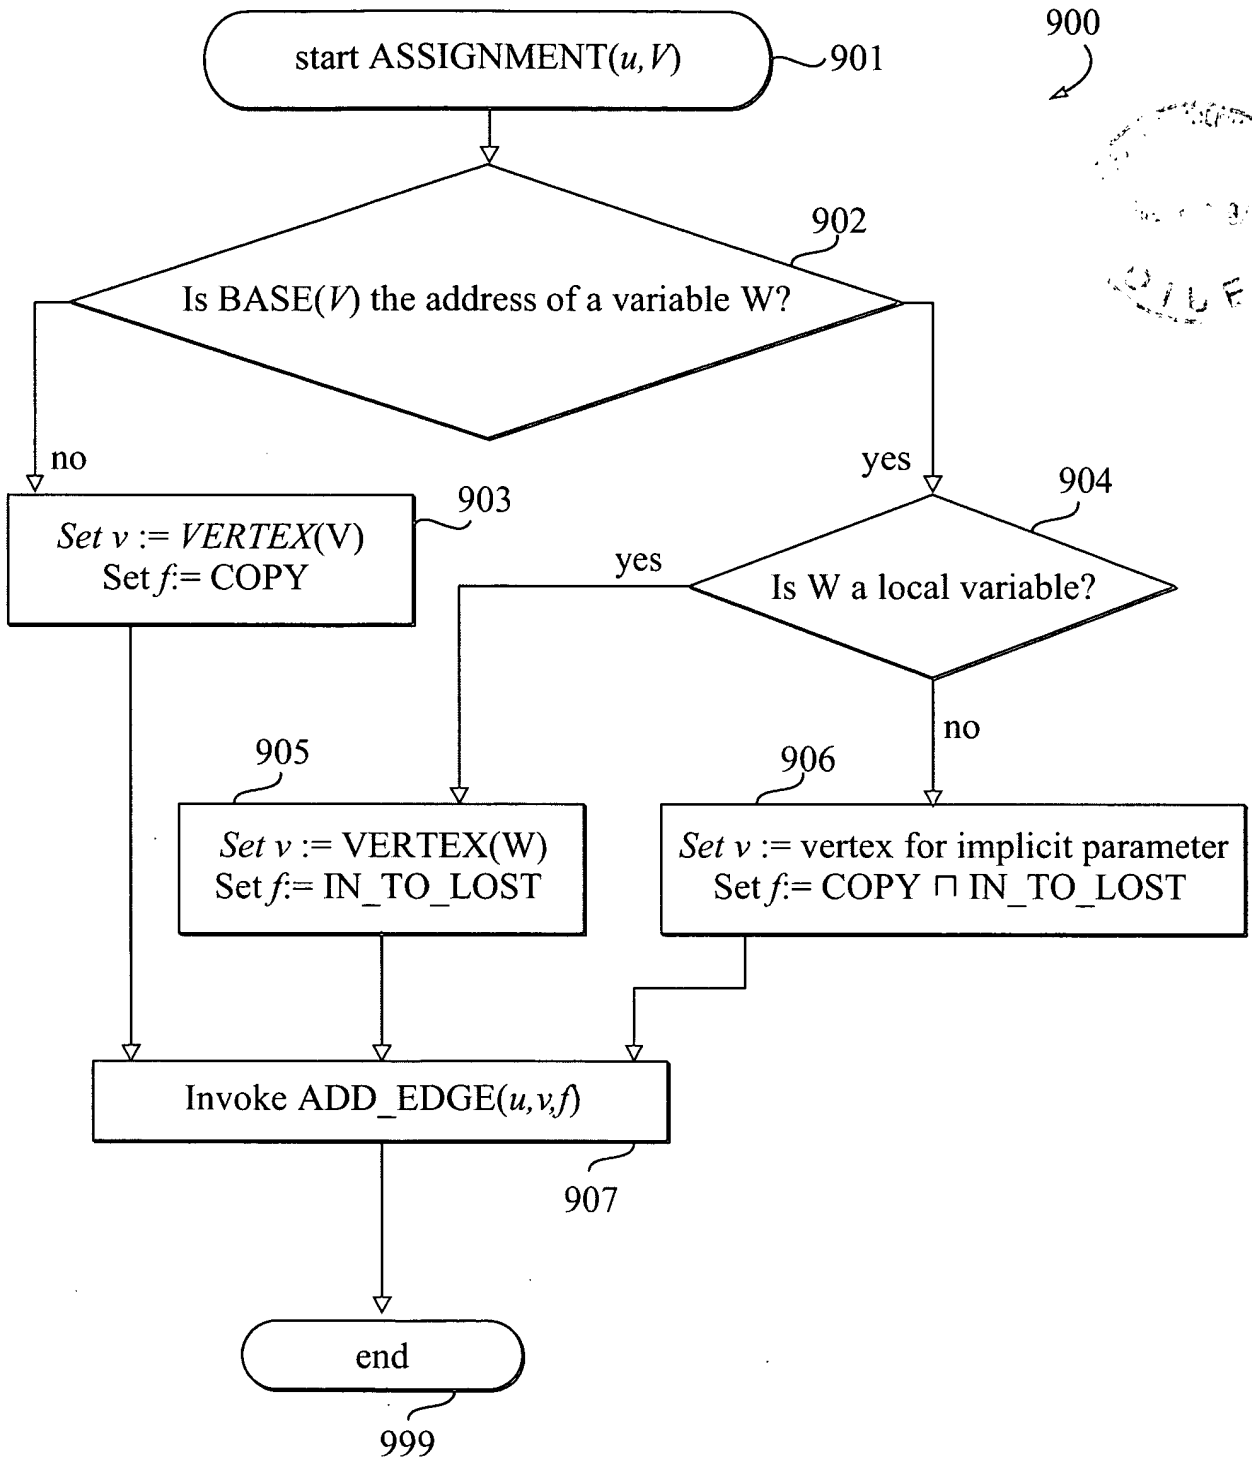 900
start ASSIGNMENT(u,V)
901
902
Is BASE(V) the address of a variable W?
no
yes
903
Set v := VERTEX(V)
Set f:= COPY
904
Is W a local variable?
yes
no
905
Set v := VERTEX(W)
Set f:= IN_TO_LOST
906
Set v := vertex for implicit parameter
Set f:= COPY ⊓ IN_TO_LOST
Invoke ADD_EDGE(u,v,f)
907
end
999